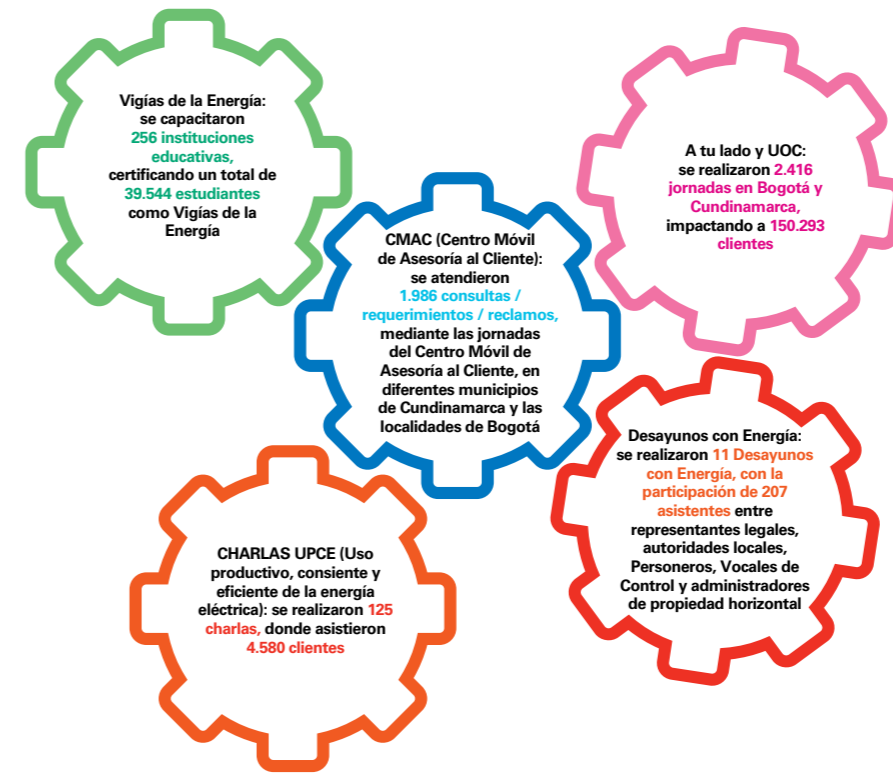 Vigías de la Energía:
se capacitaron
256 instituciones
educativas,
certificando un total de
39.544 estudiantes
como Vigías de la
Energía
A tu lado y UOC:
se realizaron 2.416
jornadas en Bogotá y
Cundinamarca,
impactando a 150.293
clientes
CMAC (Centro Móvil
de Asesoría al Cliente):
se atendieron
1.986 consultas /
requerimientos / reclamos,
mediante las jornadas
del Centro Móvil de
Asesoría al Cliente, en
diferentes municipios
de Cundinamarca y las
localidades de Bogotá
Desayunos con Energía:
se realizaron 11 Desayunos
con Energía, con la
participación de 207
asistentes entre
representantes legales,
autoridades locales,
Personeros, Vocales de
Control y administradores
de propiedad horizontal
CHARLAS UPCE (Uso
productivo, consiente y
eficiente de la energía
eléctrica): se realizaron 125
charlas, donde asistieron
4.580 clientes